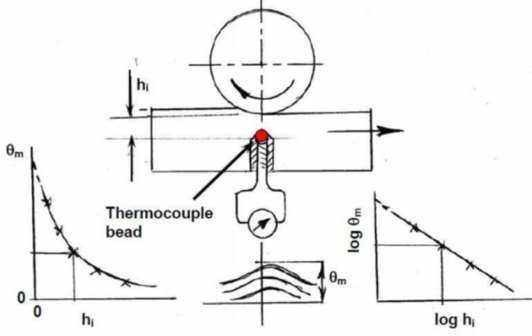 hᵢ
θₘ
Thermocouple
bead
0
0
hᵢ
θₘ
log θₘ
log hᵢ